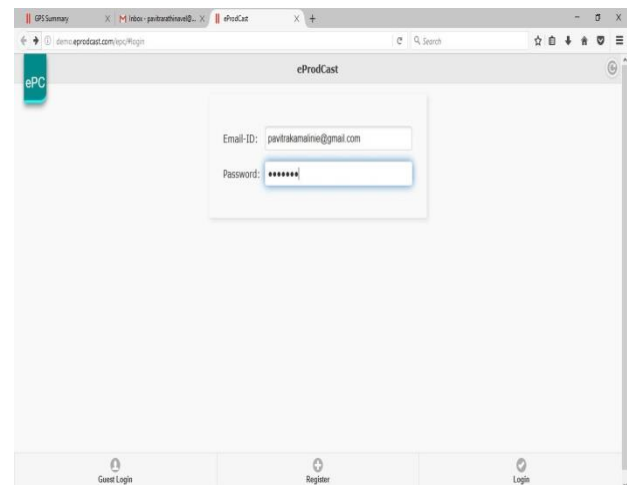 GPS Summary
Inbox - pavitrarathinavel@...
eProdCast
demo.eprodcast.com/epc/#login
Search
ePC
eProdCast
Email-ID: pavitrakamalinie@gmail.com
Password: •••••••
Guest Login
Register
Login